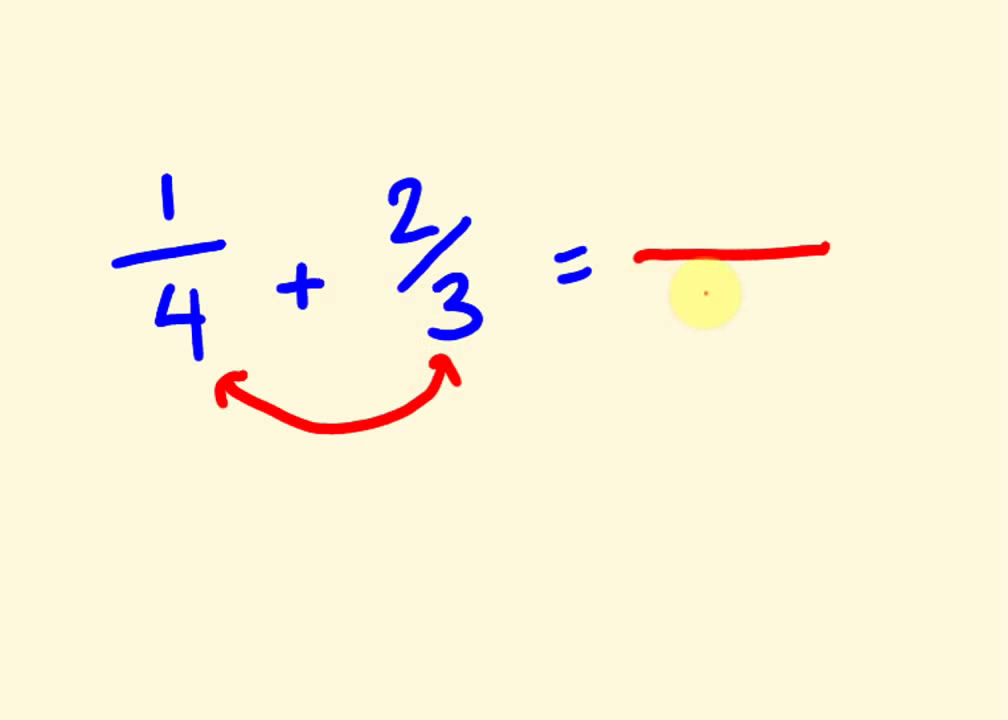 1/4 + 2/3 =